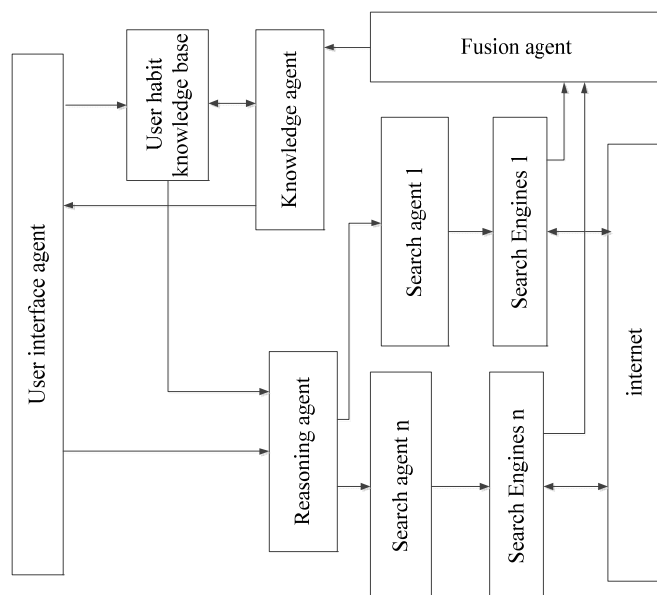 Fusion agent
User interface agent
User habit
knowledge base
Knowledge agent
Search agent 1
Search Engines 1
internet
Reasoning agent
Search agent n
Search Engines n